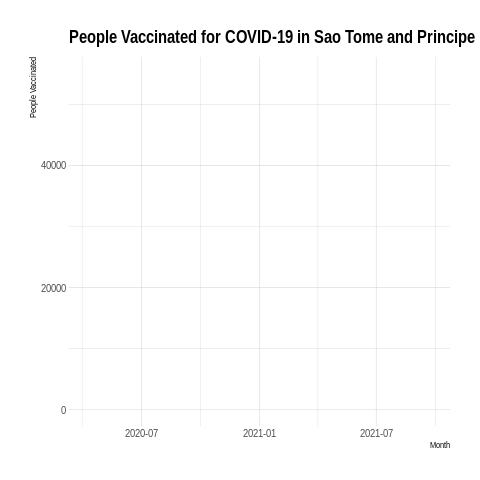 People Vaccinated for COVID-19 in Sao Tome and Principe
People Vaccinated
40000
20000
0
2020-07
2021-01
2021-07
Month